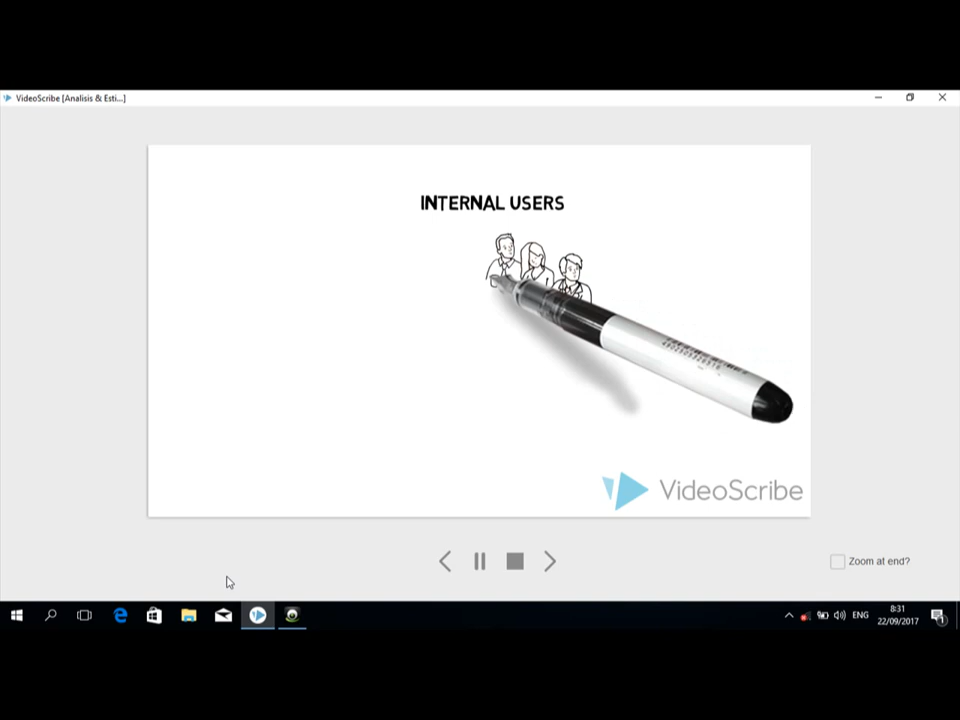 VideoScribe [Analisis & Esti...]
INTERNAL USERS
VideoScribe
Zoom at end?
ENG
8:31
22/09/2017